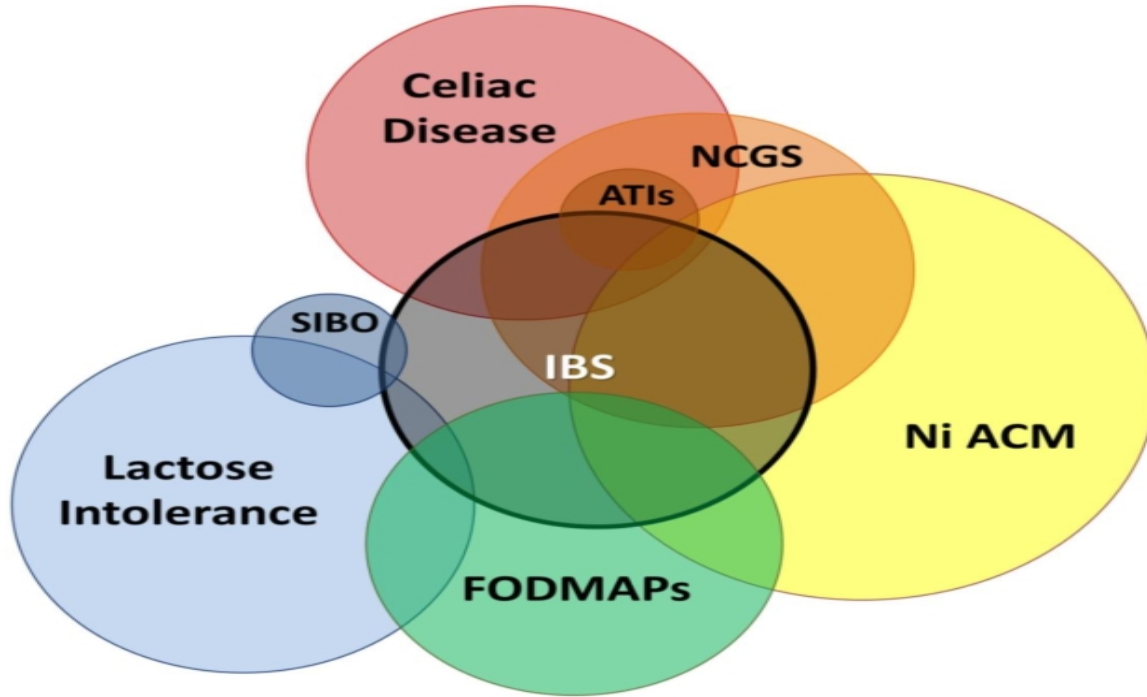 Celiac
Disease
NCGS
ATIs
SIBO
IBS
Ni ACM
Lactose
Intolerance
FODMAPs